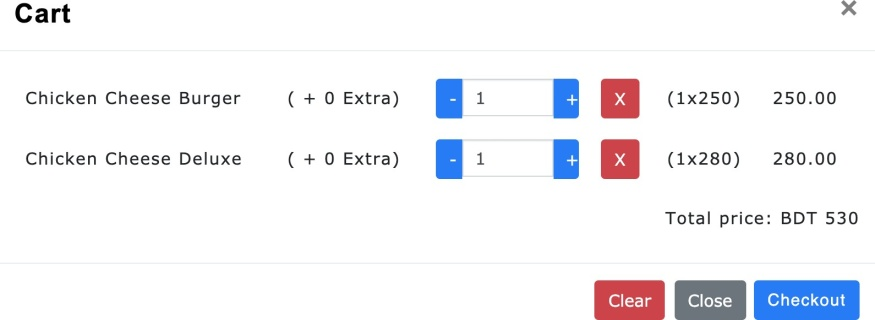 Cart ×
Chicken Cheese Burger ( + 0 Extra) - 1 + X (1x250) 250.00
Chicken Cheese Deluxe ( + 0 Extra) - 1 + X (1x280) 280.00
Total price: BDT 530
Clear Close Checkout